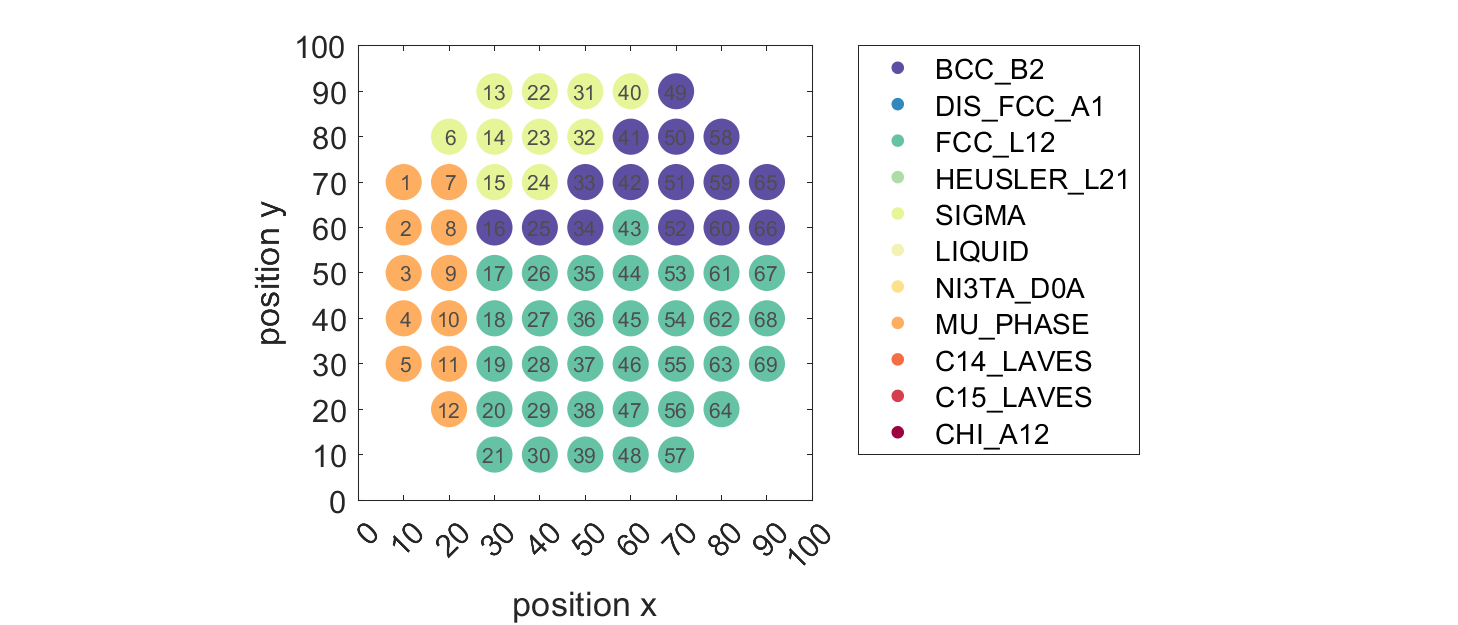 100
90
80
70
60
50
40
30
20
10
0
position y
13 22 31 40 49
6 14 23 32 41 50 58
1 7 15 24 33 42 51 59 65
2 8 16 25 34 43 52 60 66
3 9 17 26 35 44 53 61 67
4 10 18 27 36 45 54 62 68
5 11 19 28 37 46 55 63 69
12 20 29 38 47 56 64
21 30 39 48 57
0 10 20 30 40 50 60 70 80 90 100
position x
BCC_B2
DIS_FCC_A1
FCC_L12
HEUSLER_L21
SIGMA
LIQUID
NI3TA_D0A
MU_PHASE
C14_LAVES
C15_LAVES
CHI_A12